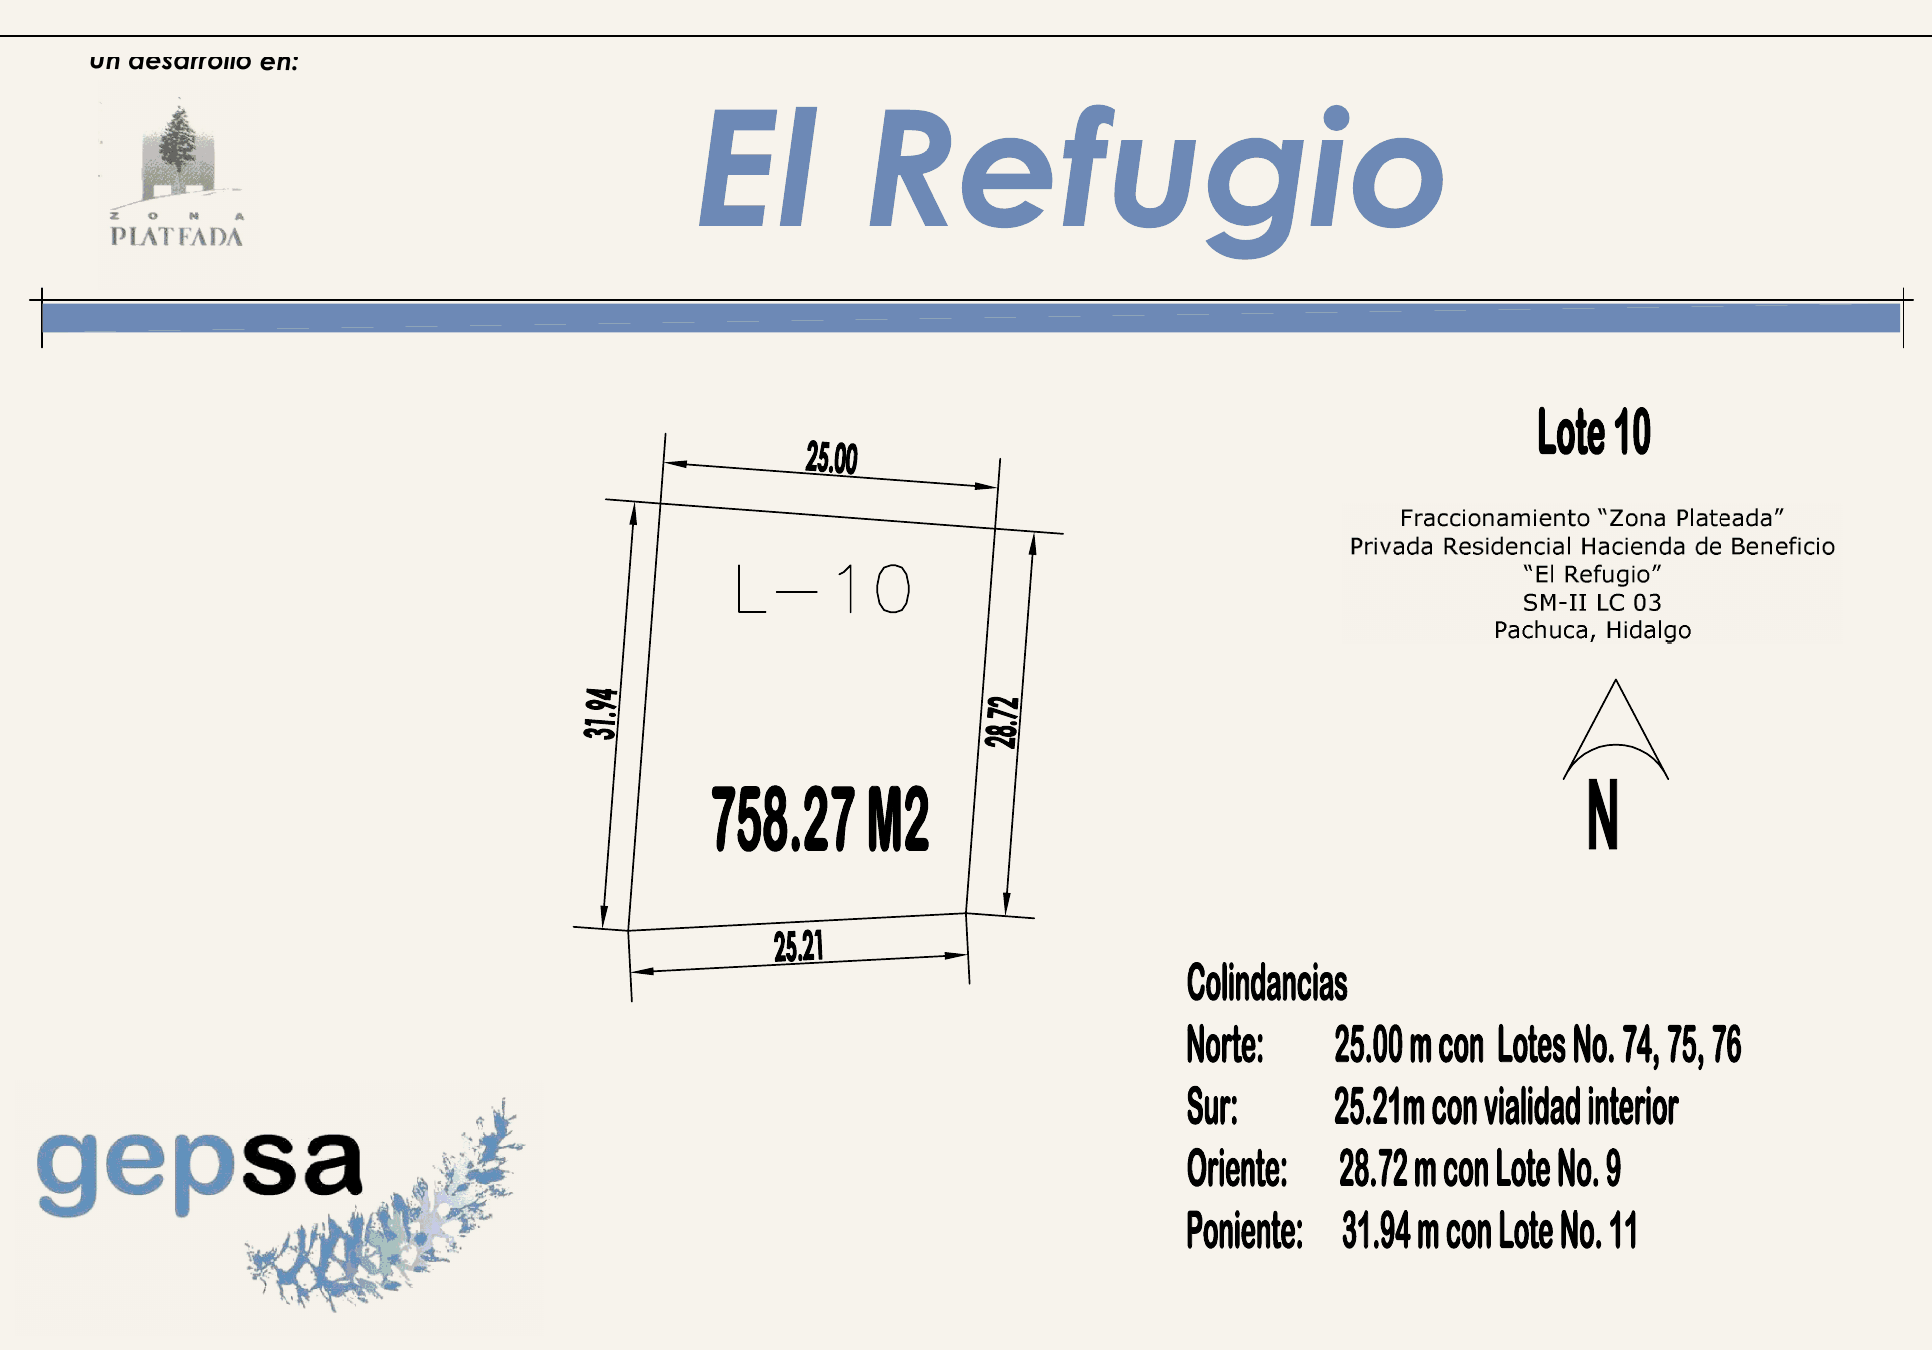 un desarrollo en:
ZONA
PLATEADA
El Refugio
Lote 10
Fraccionamiento “Zona Plateada”
Privada Residencial Hacienda de Beneficio
“El Refugio”
SM-II LC 03
Pachuca, Hidalgo
N
25.00
L-10
31.94
28.72
758.27 M2
25.21
Colindancias
Norte: 25.00 m con Lotes No. 74, 75, 76
Sur: 25.21m con vialidad interior
Oriente: 28.72 m con Lote No. 9
Poniente: 31.94 m con Lote No. 11
gepsa